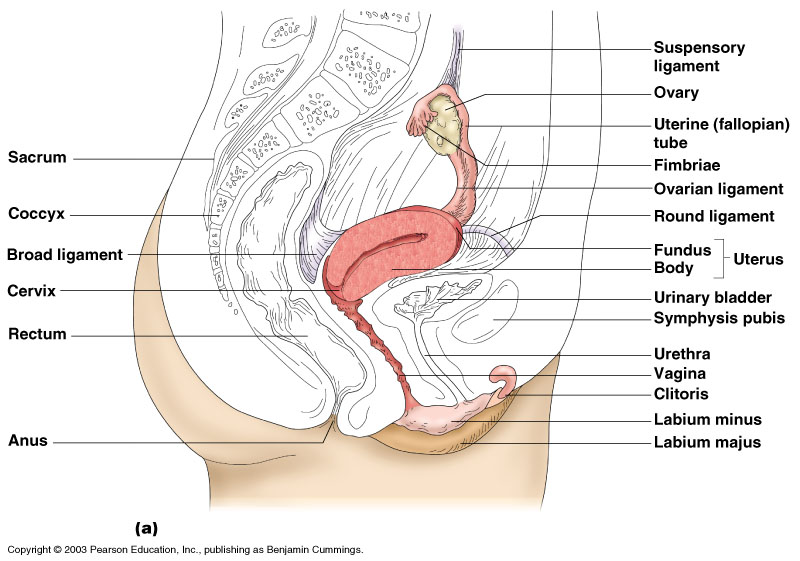 Sacrum
Coccyx
Broad ligament
Cervix
Rectum
Anus
Suspensory
ligament
Ovary
Uterine (fallopian)
tube
Fimbriae
Ovarian ligament
Round ligament
Fundus
Body
Uterus
Urinary bladder
Symphysis pubis
Urethra
Vagina
Clitoris
Labium minus
Labium majus
(a)
Copyright © 2003 Pearson Education, Inc., publishing as Benjamin Cummings.